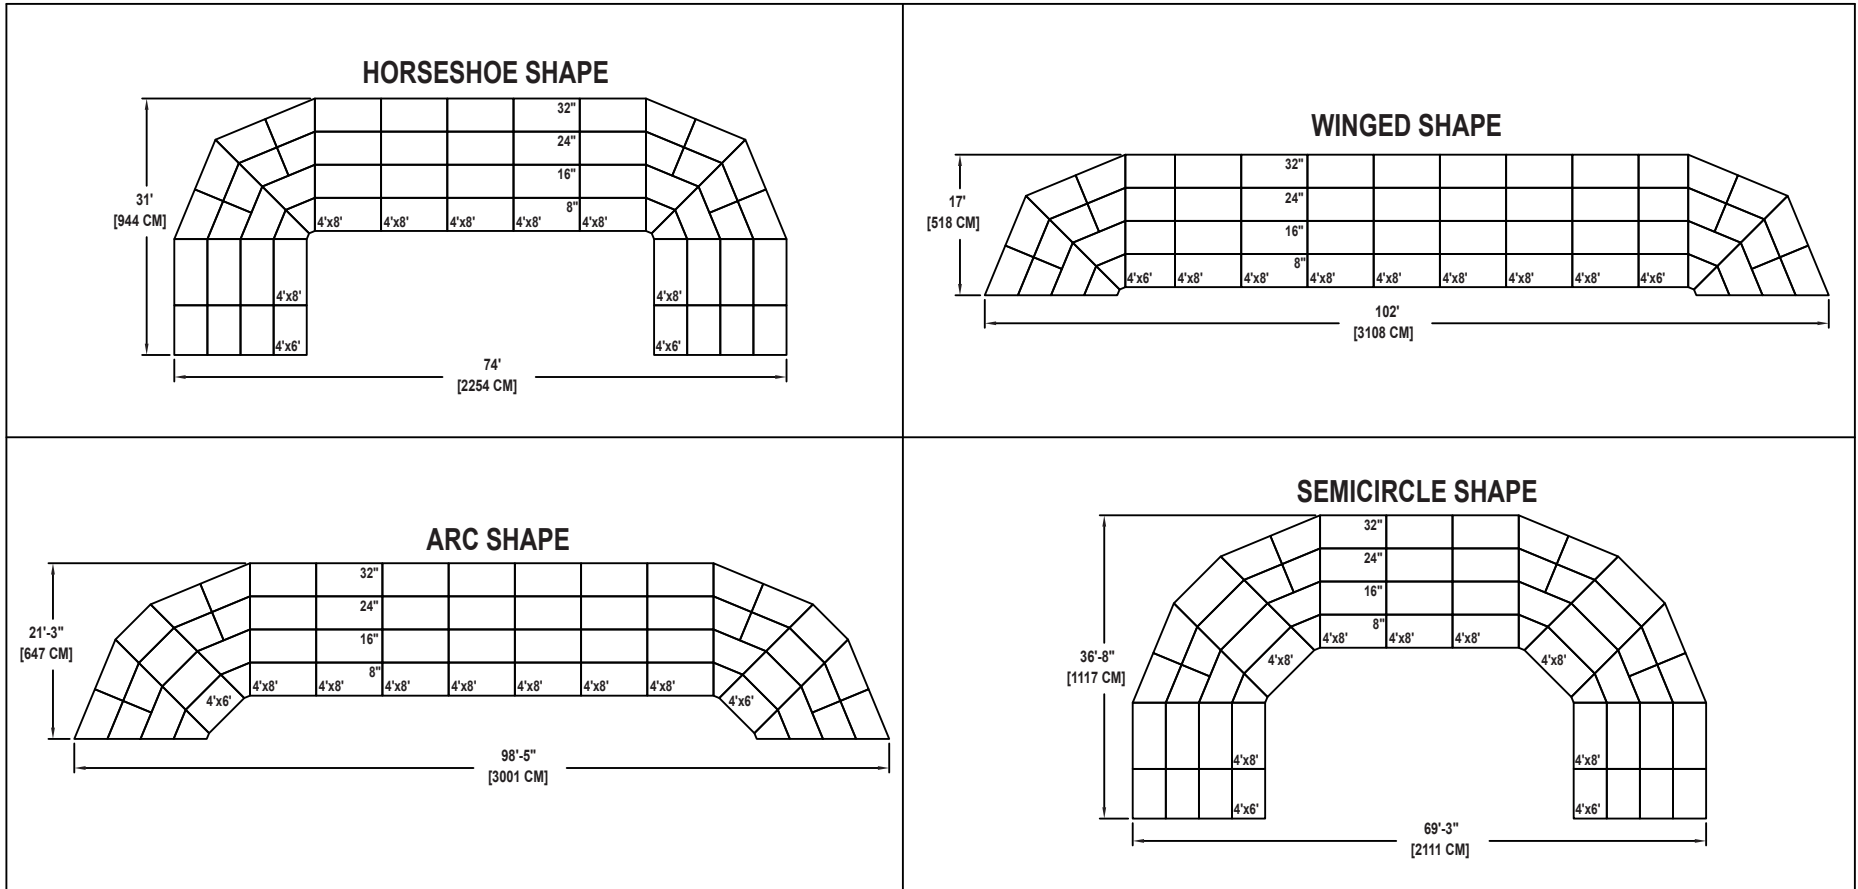 HORSESHOE SHAPE
32"
24"
16"
8"
4'x8' 4'x8' 4'x8' 4'x8' 4'x8'
31'
[944 CM]
4'x8' 4'x8'
4'x6' 4'x6'
74'
[2254 CM]
WINGED SHAPE
32"
24"
16"
8"
4'x6' 4'x8' 4'x8' 4'x8' 4'x8' 4'x8' 4'x8' 4'x8' 4'x6'
17'
[518 CM]
102'
[3108 CM]
ARC SHAPE
32"
24"
16"
8"
4'x8' 4'x8' 4'x8' 4'x8' 4'x8' 4'x8' 4'x8'
4'x6' 4'x6'
21'-3"
[647 CM]
98'-5"
[3001 CM]
SEMICIRCLE SHAPE
32"
24"
16"
8"
4'x8' 4'x8' 4'x8'
4'x8' 4'x8'
36'-8"
[1117 CM]
4'x8' 4'x8'
4'x6' 4'x6'
69'-3"
[2111 CM]